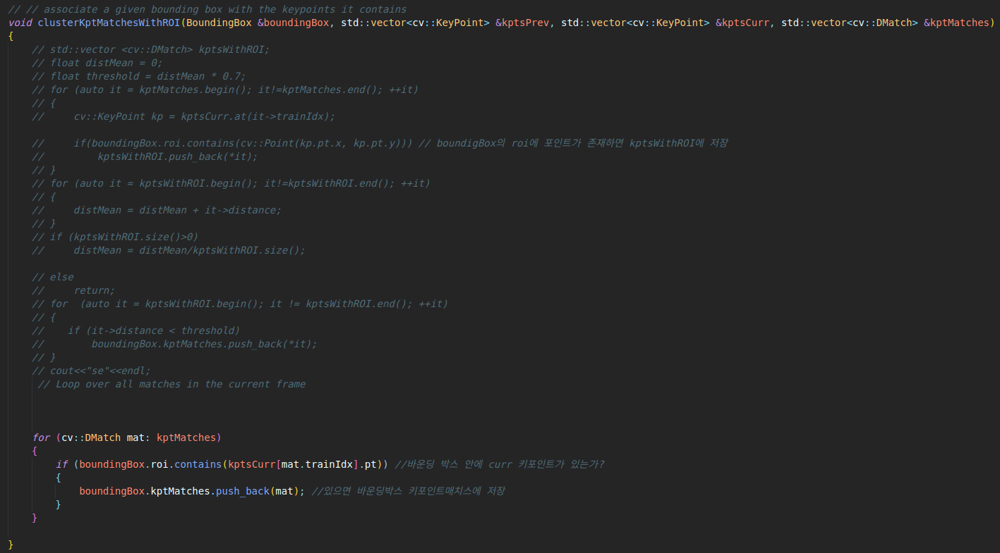 // // associate a given bounding box with the keypoints it contains
void clusterKptMatchesWithROI(BoundingBox &boundingBox, std::vector<cv::KeyPoint> &kptsPrev, std::vector<cv::KeyPoint> &kptsCurr, std::vector<cv::DMatch> &kptMatches)
{
    // std::vector <cv::DMatch> kptsWithROI;
    // float distMean = 0;
    // float threshold = distMean * 0.7;
    // for (auto it = kptMatches.begin(); it!=kptMatches.end(); ++it)
    // {
    //     cv::KeyPoint kp = kptsCurr.at(it->trainIdx);
    //     if(boundingBox.roi.contains(cv::Point(kp.pt.x, kp.pt.y))) // boundigBox의 roi에 포인트가 존재하면 kptsWithROI에 저장
    //         kptsWithROI.push_back(*it);
    // }
    // for (auto it = kptsWithROI.begin(); it!=kptsWithROI.end(); ++it)
    // {
    //     distMean = distMean + it->distance;
    // }
    // if (kptsWithROI.size()>0)
    //     distMean = distMean/kptsWithROI.size();
    // else
    //     return;
    // for  (auto it = kptsWithROI.begin(); it != kptsWithROI.end(); ++it)
    // {
    //    if (it->distance < threshold)
    //        boundingBox.kptMatches.push_back(*it);
    // }
    // cout<<"se"<<endl;
     // Loop over all matches in the current frame
    for (cv::DMatch mat: kptMatches)
    {
        if (boundingBox.roi.contains(kptsCurr[mat.trainIdx].pt)) //바운딩 박스 안에 curr 키포인트가 있는가?
        {
            boundingBox.kptMatches.push_back(mat); //있으면 바운딩박스 키포인트매치스에 저장
        }
    }
}